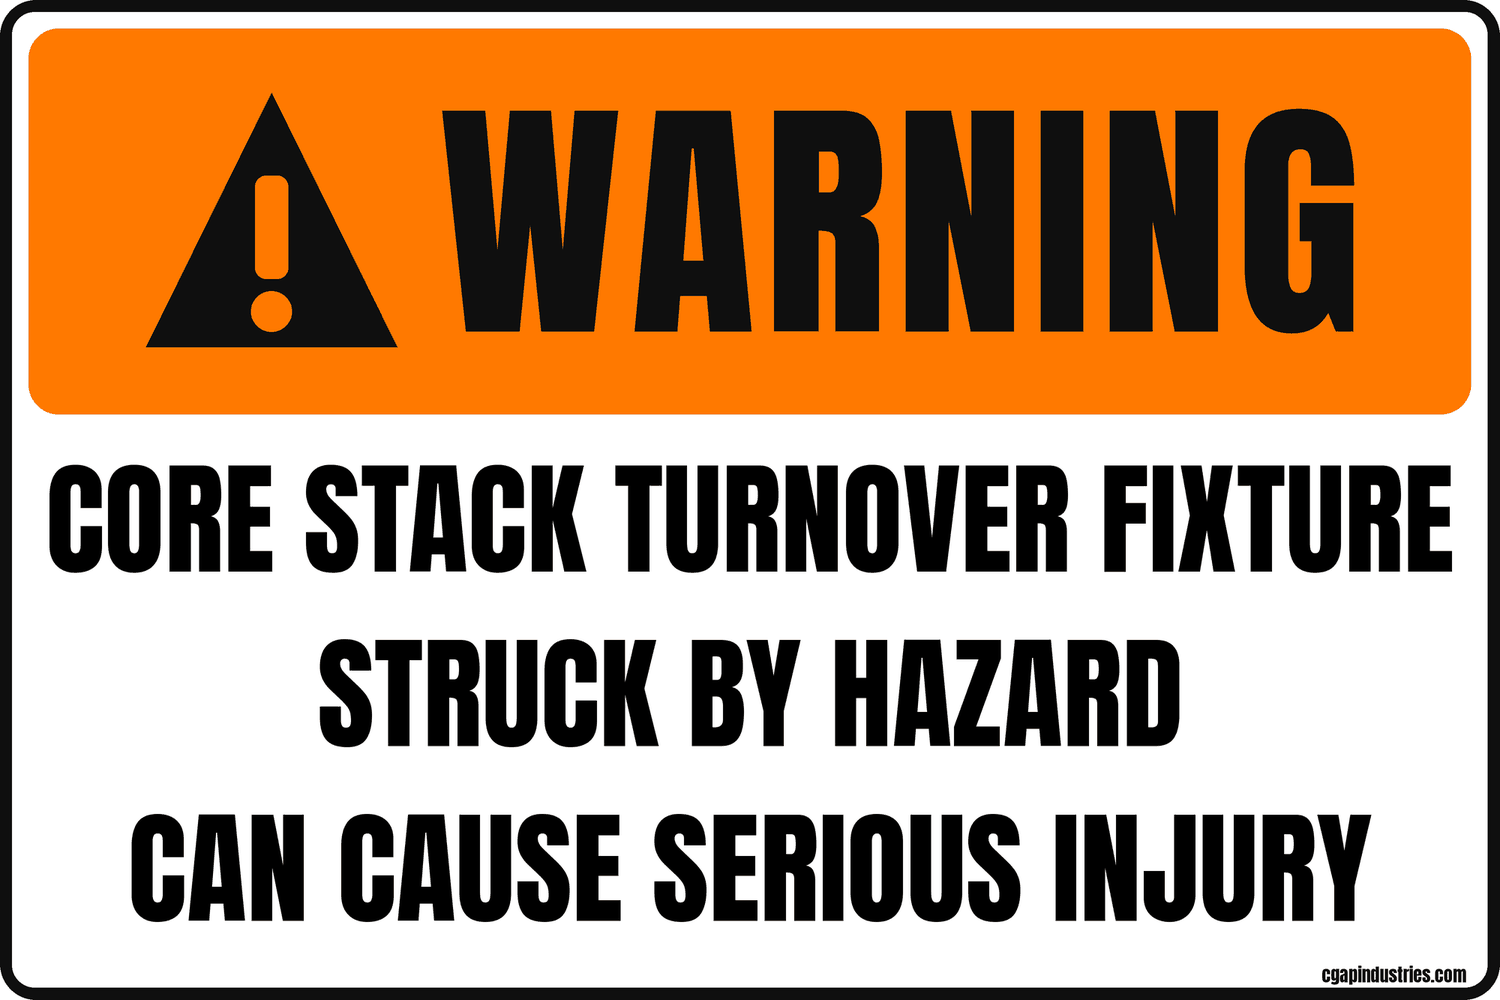 WARNING
CORE STACK TURNOVER FIXTURE
STRUCK BY HAZARD
CAN CAUSE SERIOUS INJURY
cgapindustries.com